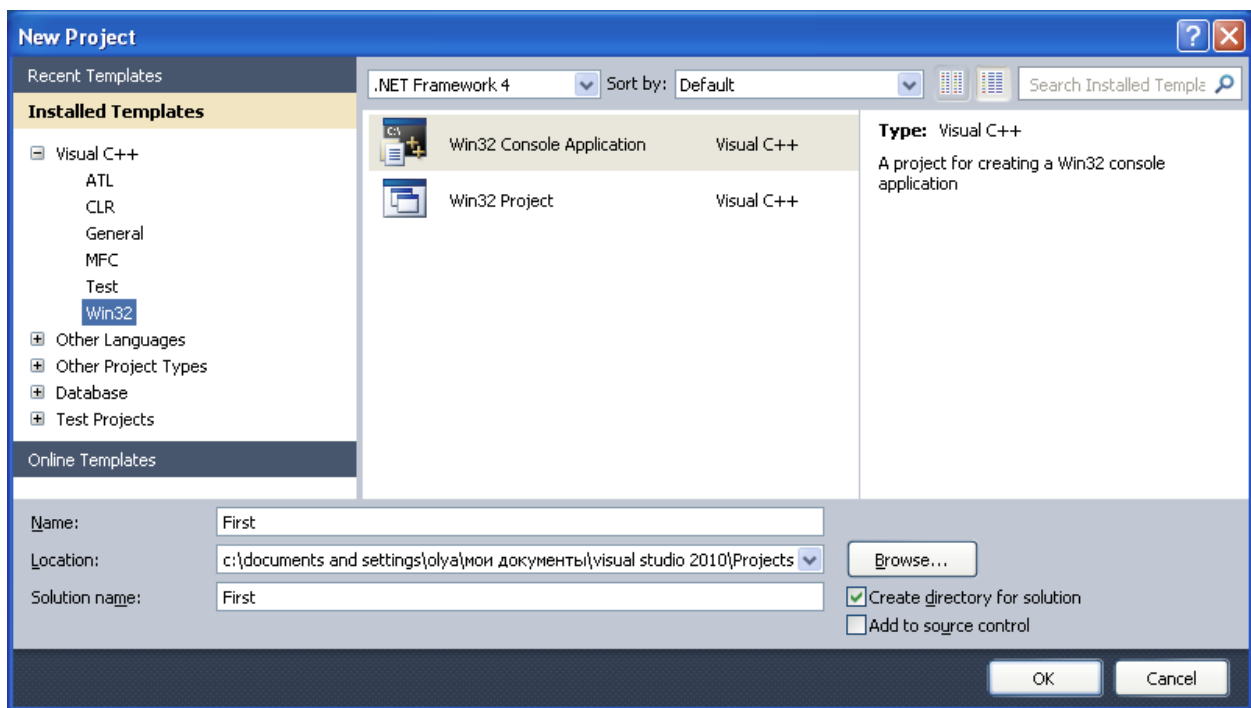 New Project
Recent Templates
Installed Templates
Visual C++
ATL
CLR
General
MFC
Test
Win32
Other Languages
Other Project Types
Database
Test Projects
Online Templates
.NET Framework 4 Sort by: Default
Search Installed Templa
C:\
Win32 Console Application Visual C++
Win32 Project Visual C++
Type: Visual C++
A project for creating a Win32 console
application
Name: First
Location: c:\documents and settings\olya\мои документы\visual studio 2010\Projects Browse...
Solution name: First
Create directory for solution
Add to source control
OK Cancel